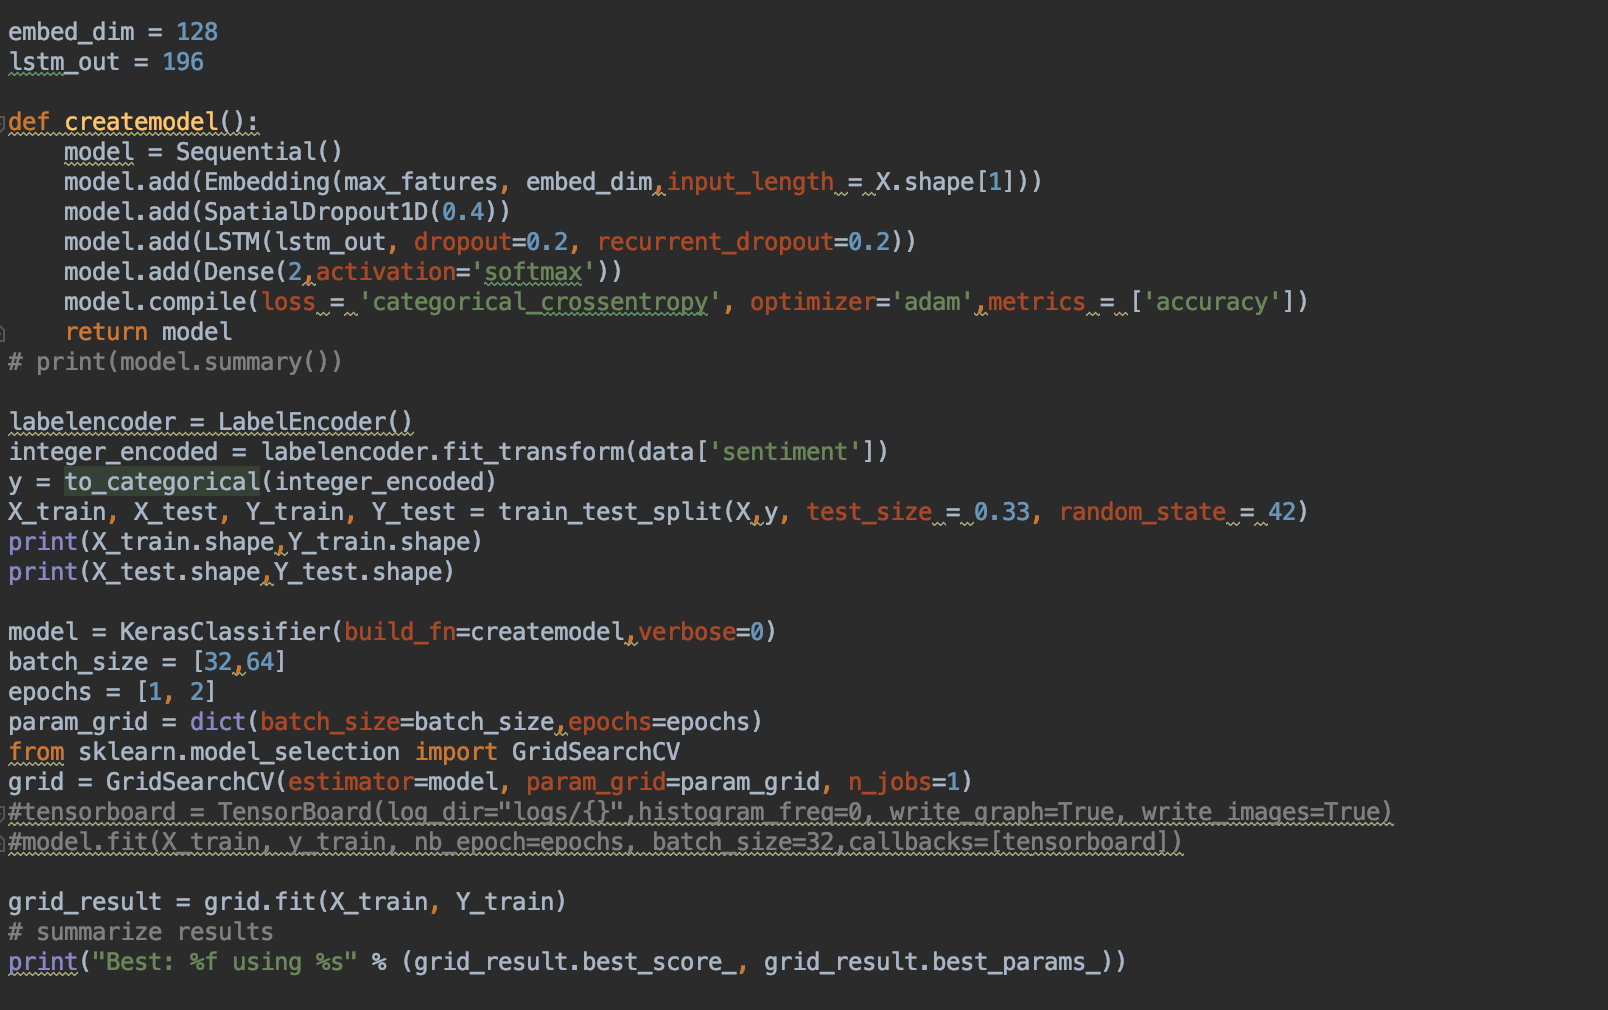 embed_dim = 128
lstm_out = 196
def createmodel():
    model = Sequential()
    model.add(Embedding(max_fatures, embed_dim,input_length = X.shape[1]))
    model.add(SpatialDropout1D(0.4))
    model.add(LSTM(lstm_out, dropout=0.2, recurrent_dropout=0.2))
    model.add(Dense(2,activation='softmax'))
    model.compile(loss = 'categorical_crossentropy', optimizer='adam',metrics = ['accuracy'])
    return model
# print(model.summary())
labelencoder = LabelEncoder()
integer_encoded = labelencoder.fit_transform(data['sentiment'])
y = to_categorical(integer_encoded)
X_train, X_test, Y_train, Y_test = train_test_split(X,y, test_size = 0.33, random_state = 42)
print(X_train.shape,Y_train.shape)
print(X_test.shape,Y_test.shape)
model = KerasClassifier(build_fn=createmodel,verbose=0)
batch_size = [32,64]
epochs = [1, 2]
param_grid = dict(batch_size=batch_size,epochs=epochs)
from sklearn.model_selection import GridSearchCV
grid = GridSearchCV(estimator=model, param_grid=param_grid, n_jobs=1)
#tensorboard = TensorBoard(log_dir="logs/{}",histogram_freq=0, write_graph=True, write_images=True)
#model.fit(X_train, y_train, nb_epoch=epochs, batch_size=32,callbacks=[tensorboard])
grid_result = grid.fit(X_train, Y_train)
# summarize results
print("Best: %f using %s" % (grid_result.best_score_, grid_result.best_params_))